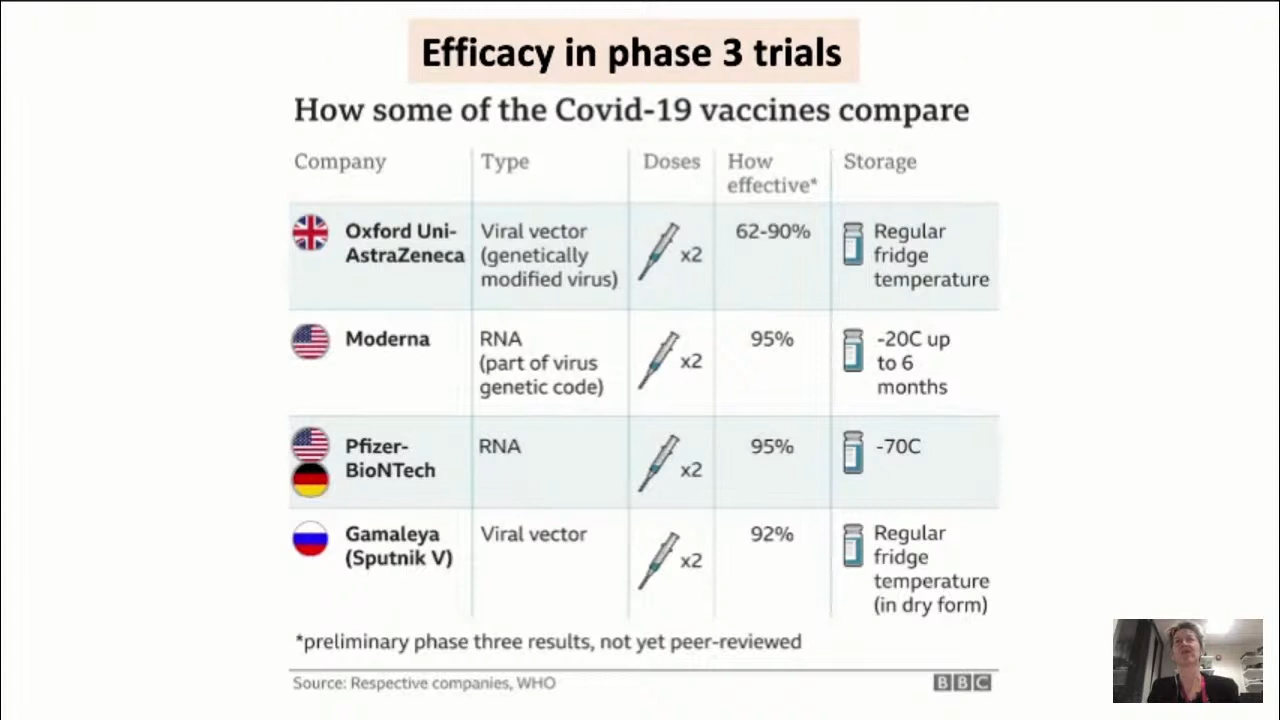 Efficacy in phase 3 trials
How some of the Covid-19 vaccines compare
Company Type Doses How effective* Storage
Oxford Uni-AstraZeneca Viral vector (genetically modified virus) x2 62-90% Regular fridge temperature
Moderna RNA (part of virus genetic code) x2 95% -20C up to 6 months
Pfizer-BioNTech RNA x2 95% -70C
Gamaleya (Sputnik V) Viral vector x2 92% Regular fridge temperature (in dry form)
*preliminary phase three results, not yet peer-reviewed
Source: Respective companies, WHO
BBC